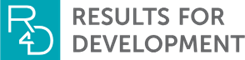 R4D
RESULTS FOR
DEVELOPMENT